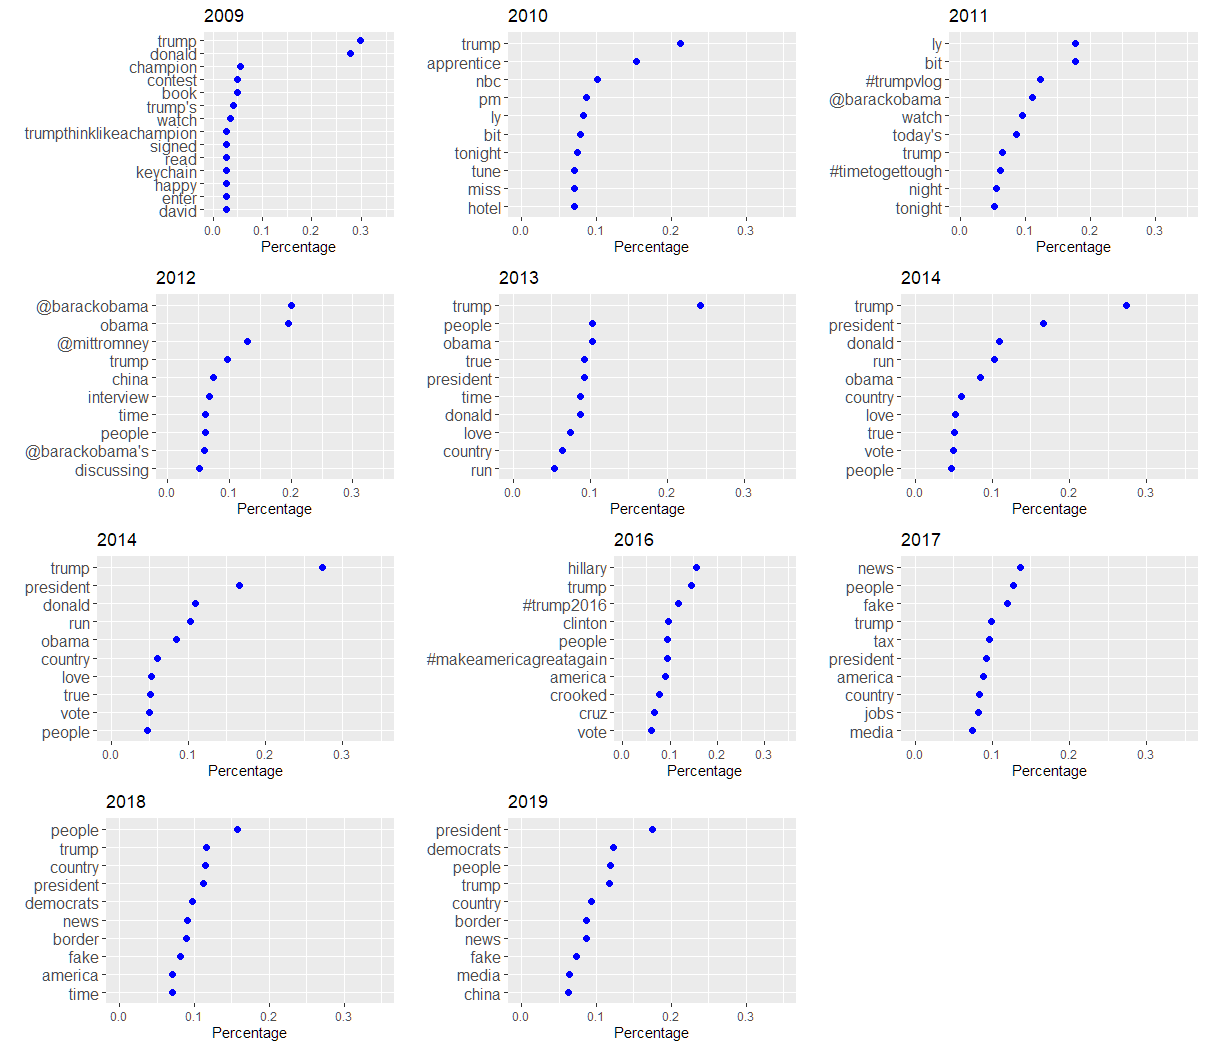 2009
trump
donald
champion
contest
book
trump's
watch
trumpthinklikeachampion
signed
read
keychain
happy
enter
david
0.0 0.1 0.2 0.3
Percentage
2010
trump
apprentice
nbc
pm
ly
bit
tonight
tune
miss
hotel
0.0 0.1 0.2 0.3
Percentage
2011
ly
bit
#trumpvlog
@barackobama
watch
today's
trump
#timetogettough
night
tonight
0.0 0.1 0.2 0.3
Percentage
2012
@barackobama
obama
@mittromney
trump
china
interview
time
people
@barackobama's
discussing
0.0 0.1 0.2 0.3
Percentage
2013
trump
people
obama
true
president
time
donald
love
country
run
0.0 0.1 0.2 0.3
Percentage
2014
trump
president
donald
run
obama
country
love
true
vote
people
0.0 0.1 0.2 0.3
Percentage
2014
trump
president
donald
run
obama
country
love
true
vote
people
0.0 0.1 0.2 0.3
Percentage
2016
hillary
trump
#trump2016
clinton
people
#makeamericagreatagain
america
crooked
cruz
vote
0.0 0.1 0.2 0.3
Percentage
2017
news
people
fake
trump
tax
president
america
country
jobs
media
0.0 0.1 0.2 0.3
Percentage
2018
people
trump
country
president
democrats
news
border
fake
america
time
0.0 0.1 0.2 0.3
Percentage
2019
president
democrats
people
trump
country
border
news
fake
media
china
0.0 0.1 0.2 0.3
Percentage